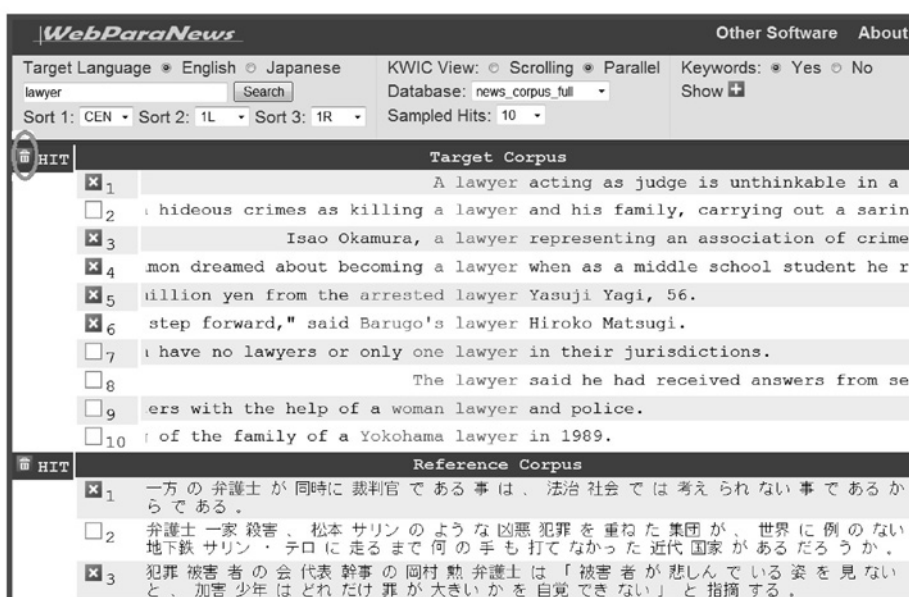 WebParaNews Other Software About
Target Language English Japanese KWIC View: Scrolling Parallel Keywords: Yes No
lawyer Search Database: news_corpus_full Show
Sort 1: CEN Sort 2: 1L Sort 3: 1R Sampled Hits: 10
HIT Target Corpus
1 A lawyer acting as judge is unthinkable in a
2 hideous crimes as killing a lawyer and his family, carrying out a sarin
3 Isao Okamura, a lawyer representing an association of crime
4 mon dreamed about becoming a lawyer when as a middle school student he r
5 million yen from the arrested lawyer Yasuji Yagi, 56.
6 step forward," said Barugo's lawyer Hiroko Matsugi.
7 have no lawyers or only one lawyer in their jurisdictions.
8 The lawyer said he had received answers from se
9 ers with the help of a woman lawyer and police.
10 of the family of a Yokohama lawyer in 1989.
HIT Reference Corpus
1 一方 の 弁護士 が 同時に 裁判官 で ある 事 は 、 法治 社会 で は 考え られ ない 事 で ある か
ら で ある .
2 弁護士 一家 殺害 、 松本 サリン の よう な 凶悪 犯罪 を 重ね た 集団 が 、 世界 に 例 の ない
地下鉄 サリン ・ テロ に 走る まで 何 の 手 も 打て なかっ た 近代 国家 が ある だろ う か .
3 犯罪 被害 者 の 会 代表 幹事 の 岡村 勲 弁護士 は 「 被害 者 が 悲しん で いる 姿 を 見 ない
と 、 加害 少年 は どれ だけ 罪 が 大きい か を 自覚 でき ない 」 と 指摘 する .